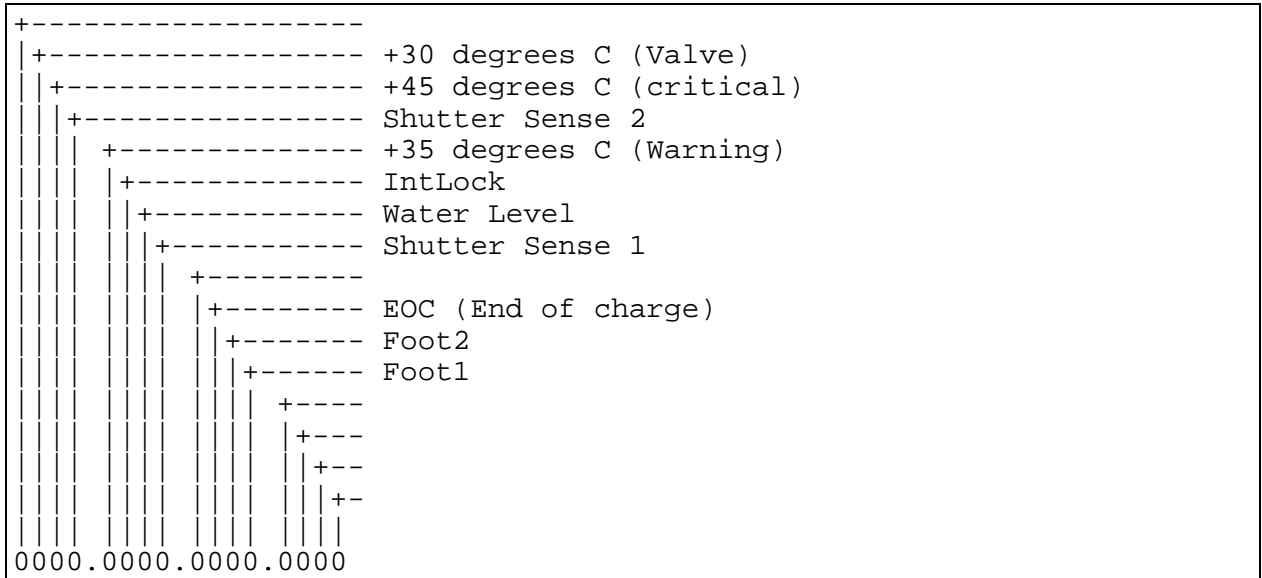 +-------------------
|+------------------ +30 degrees C (Valve)
||+----------------- +45 degrees C (critical)
|||+---------------- Shutter Sense 2
|||| +-------------- +35 degrees C (Warning)
|||| |+------------- IntLock
|||| ||+------------ Water Level
|||| |||+----------- Shutter Sense 1
|||| |||| +---------
|||| |||| |+-------- EOC (End of charge)
|||| |||| ||+------- Foot2
|||| |||| |||+------ Foot1
|||| |||| |||| +----
|||| |||| |||| |+---
|||| |||| |||| ||+--
|||| |||| |||| |||+-
|||| |||| |||| ||||
0000.0000.0000.0000